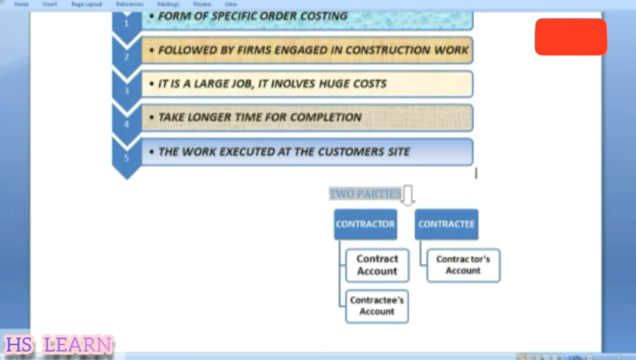 Home Insert Page Layout References Mailings Review View
1 • FORM OF SPECIFIC ORDER COSTING
2 • FOLLOWED BY FIRMS ENGAGED IN CONSTRUCTION WORK
3 • IT IS A LARGE JOB, IT INOLVES HUGE COSTS
4 • TAKE LONGER TIME FOR COMPLETION
5 • THE WORK EXECUTED AT THE CUSTOMERS SITE
TWO PARTIES
CONTRACTOR CONTRACTEE
Contract
Account
Contractor's
Account
Contractee's
Account
HS LEARN